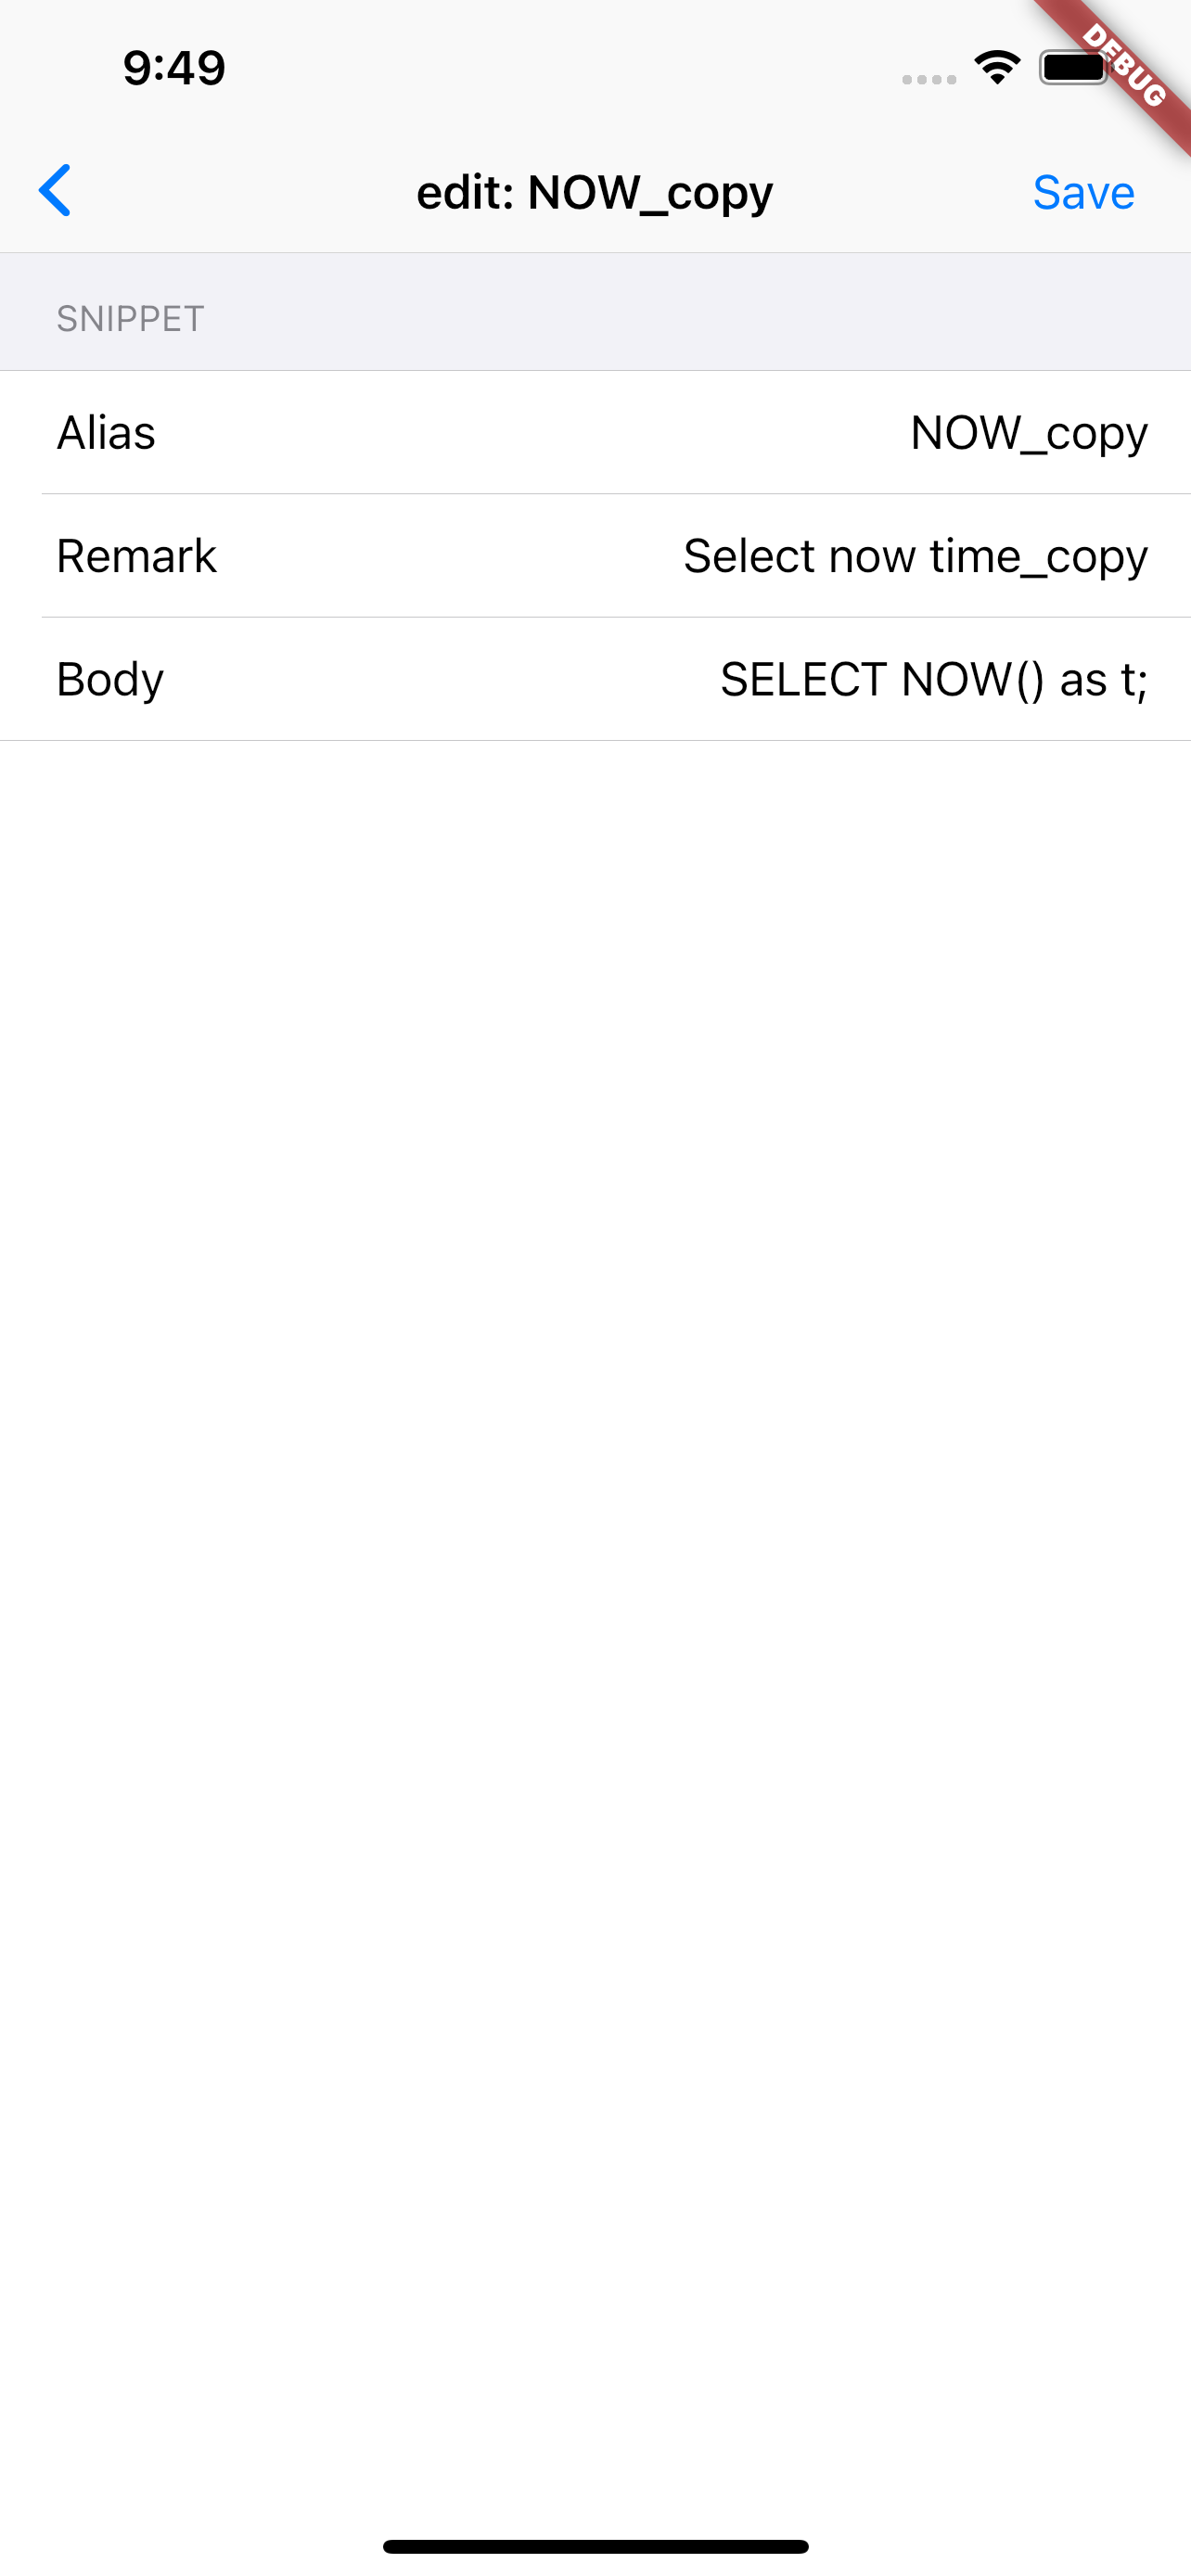 9:49
DEBUG
edit: NOW_copy
Save
SNIPPET
Alias NOW_copy
Remark Select now time_copy
Body SELECT NOW() as t;